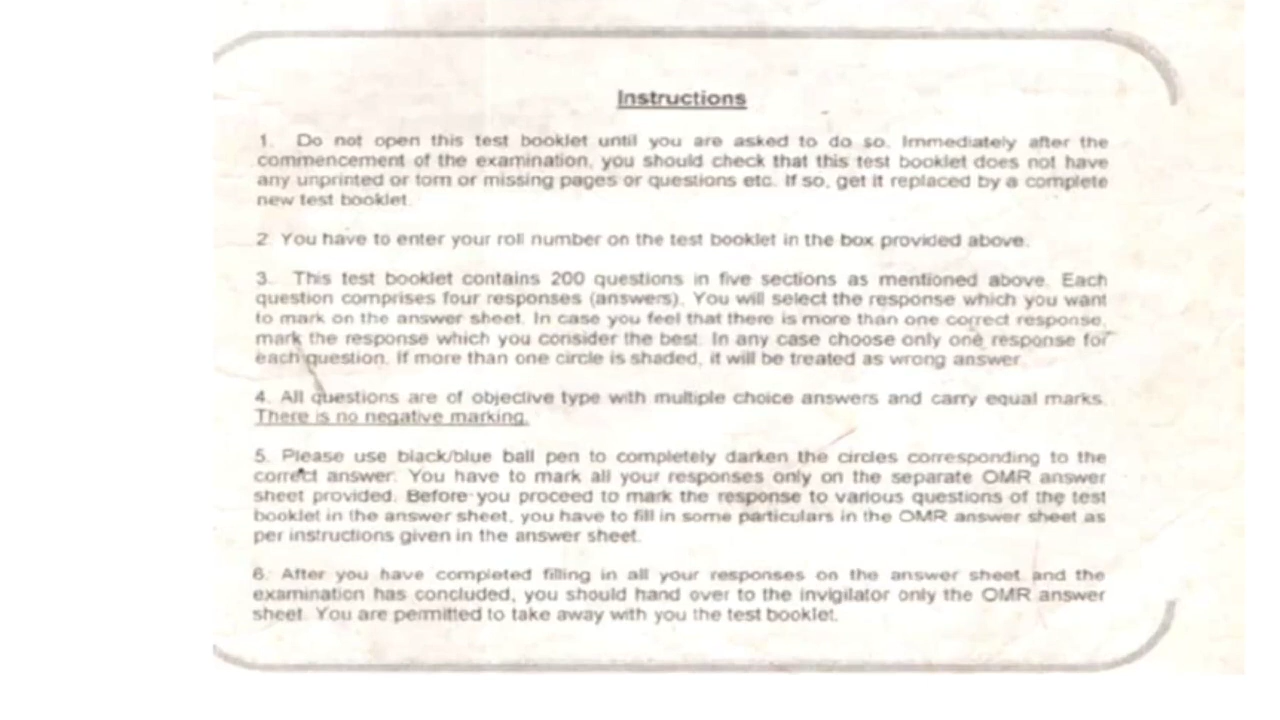 Instructions
1. Do not open this test booklet until you are asked to do so. Immediately after the
commencement of the examination, you should check that this test booklet does not have
any unprinted or torn or missing pages or questions etc. If so, get it replaced by a complete
new test booklet.
2. You have to enter your roll number on the test booklet in the box provided above.
3. This test booklet contains 200 questions in five sections as mentioned above. Each
question comprises four responses (answers). You will select the response which you want
to mark on the answer sheet. In case you feel that there is more than one correct response,
mark the response which you consider the best. In any case choose only one response for
each question. If more than one circle is shaded, it will be treated as wrong answer.
4. All questions are of objective type with multiple choice answers and carry equal marks.
There is no negative marking.
5. Please use black/blue ball pen to completely darken the circles corresponding to the
correct answer. You have to mark all your responses only on the separate OMR answer
sheet provided. Before you proceed to mark the response to various questions of the test
booklet in the answer sheet, you have to fill in some particulars in the OMR answer sheet as
per instructions given in the answer sheet.
6. After you have completed filling in all your responses on the answer sheet and the
examination has concluded, you should hand over to the invigilator only the OMR answer
sheet. You are permitted to take away with you the test booklet.